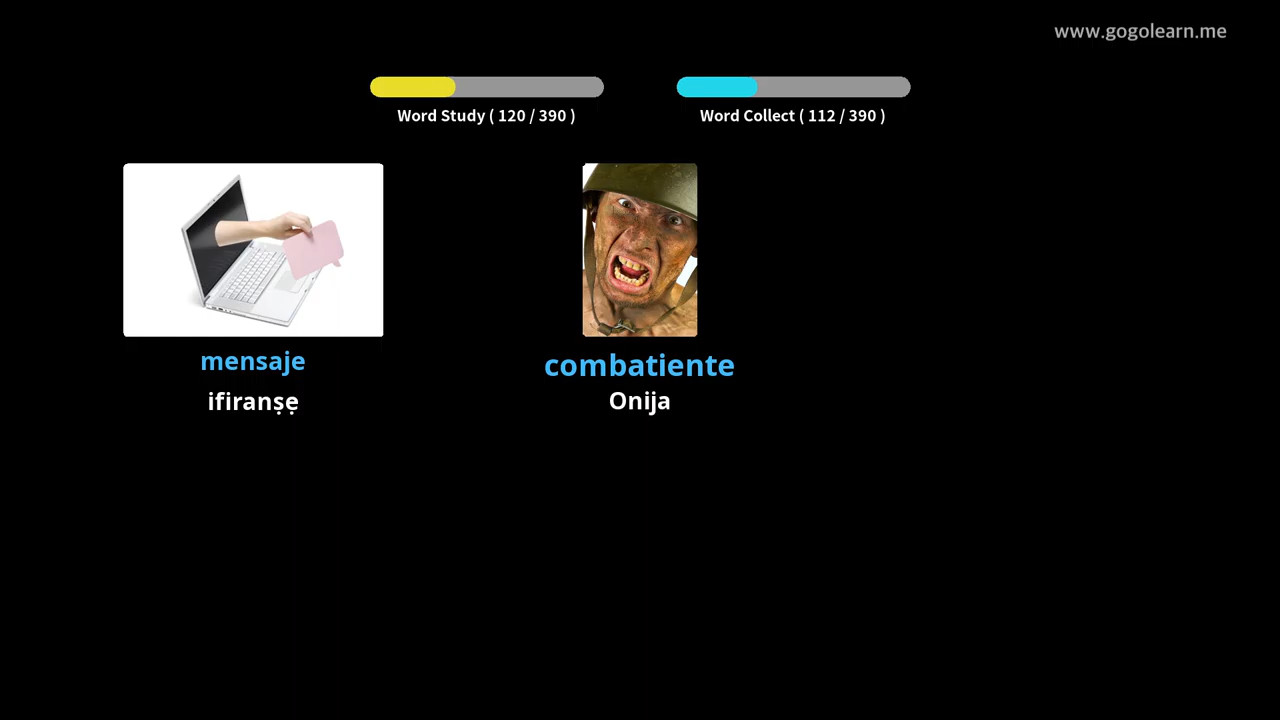 www.gogolearn.me
Word Study ( 120 / 390 )
Word Collect ( 112 / 390 )
mensaje
ifiranṣẹ
combatiente
Onija